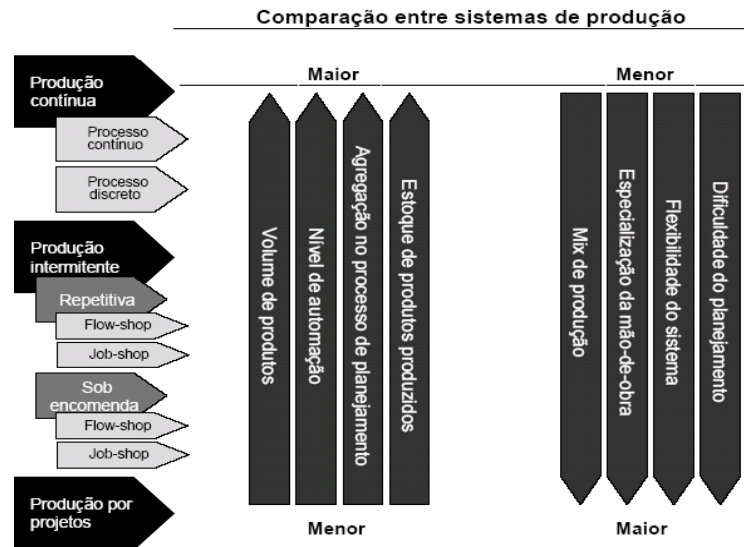 Comparação entre sistemas de produção
Maior
Menor
Produção
contínua
Processo
contínuo
Processo
discreto
Produção
intermitente
Repetitiva
Flow-shop
Job-shop
Sob
encomenda
Flow-shop
Job-shop
Produção por
projetos
Volume de produtos
Nível de automação
Agregação no processo de planejamento
Estoque de produtos produzidos
Mix de produção
Especialização da mão-de-obra
Flexibilidade do sistema
Dificuldade do planejamento
Menor
Maior